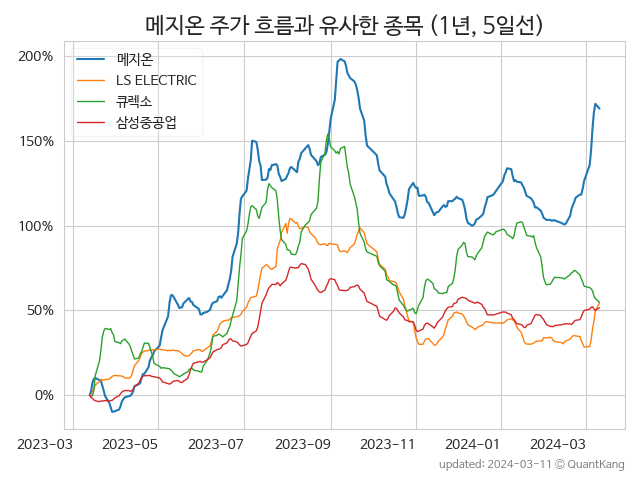 메지온 주가 흐름과 유사한 종목 (1년, 5일선)
메지온
LS ELECTRIC
큐렉소
삼성중공업
200%
150%
100%
50%
0%
2023-03 2023-05 2023-07 2023-09 2023-11 2024-01 2024-03
updated: 2024-03-11 © QuantKang